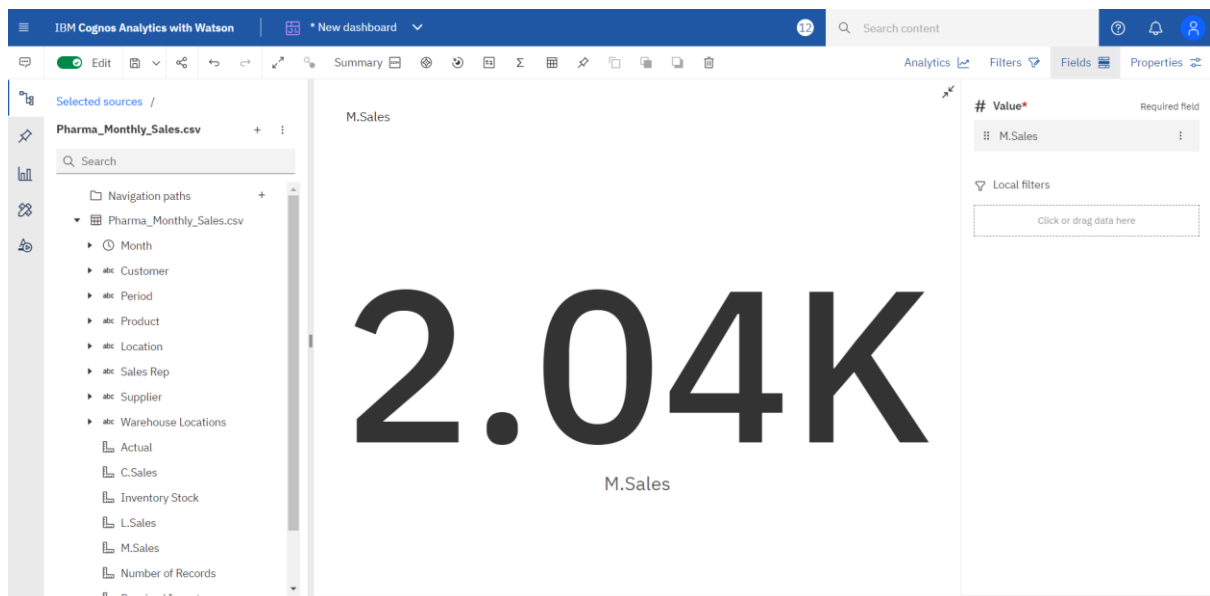 IBM Cognos Analytics with Watson
* New dashboard
12
Search content
Edit
Summary
Analytics
Filters
Fields
Properties
Selected sources /
Pharma_Monthly_Sales.csv
Search
Navigation paths
Pharma_Monthly_Sales.csv
Month
abc Customer
abc Period
abc Product
abc Location
abc Sales Rep
abc Supplier
abc Warehouse Locations
Actual
C.Sales
Inventory Stock
L.Sales
M.Sales
Number of Records
M.Sales
2.04K
M.Sales
# Value*
Required field
M.Sales
Local filters
Click or drag data here